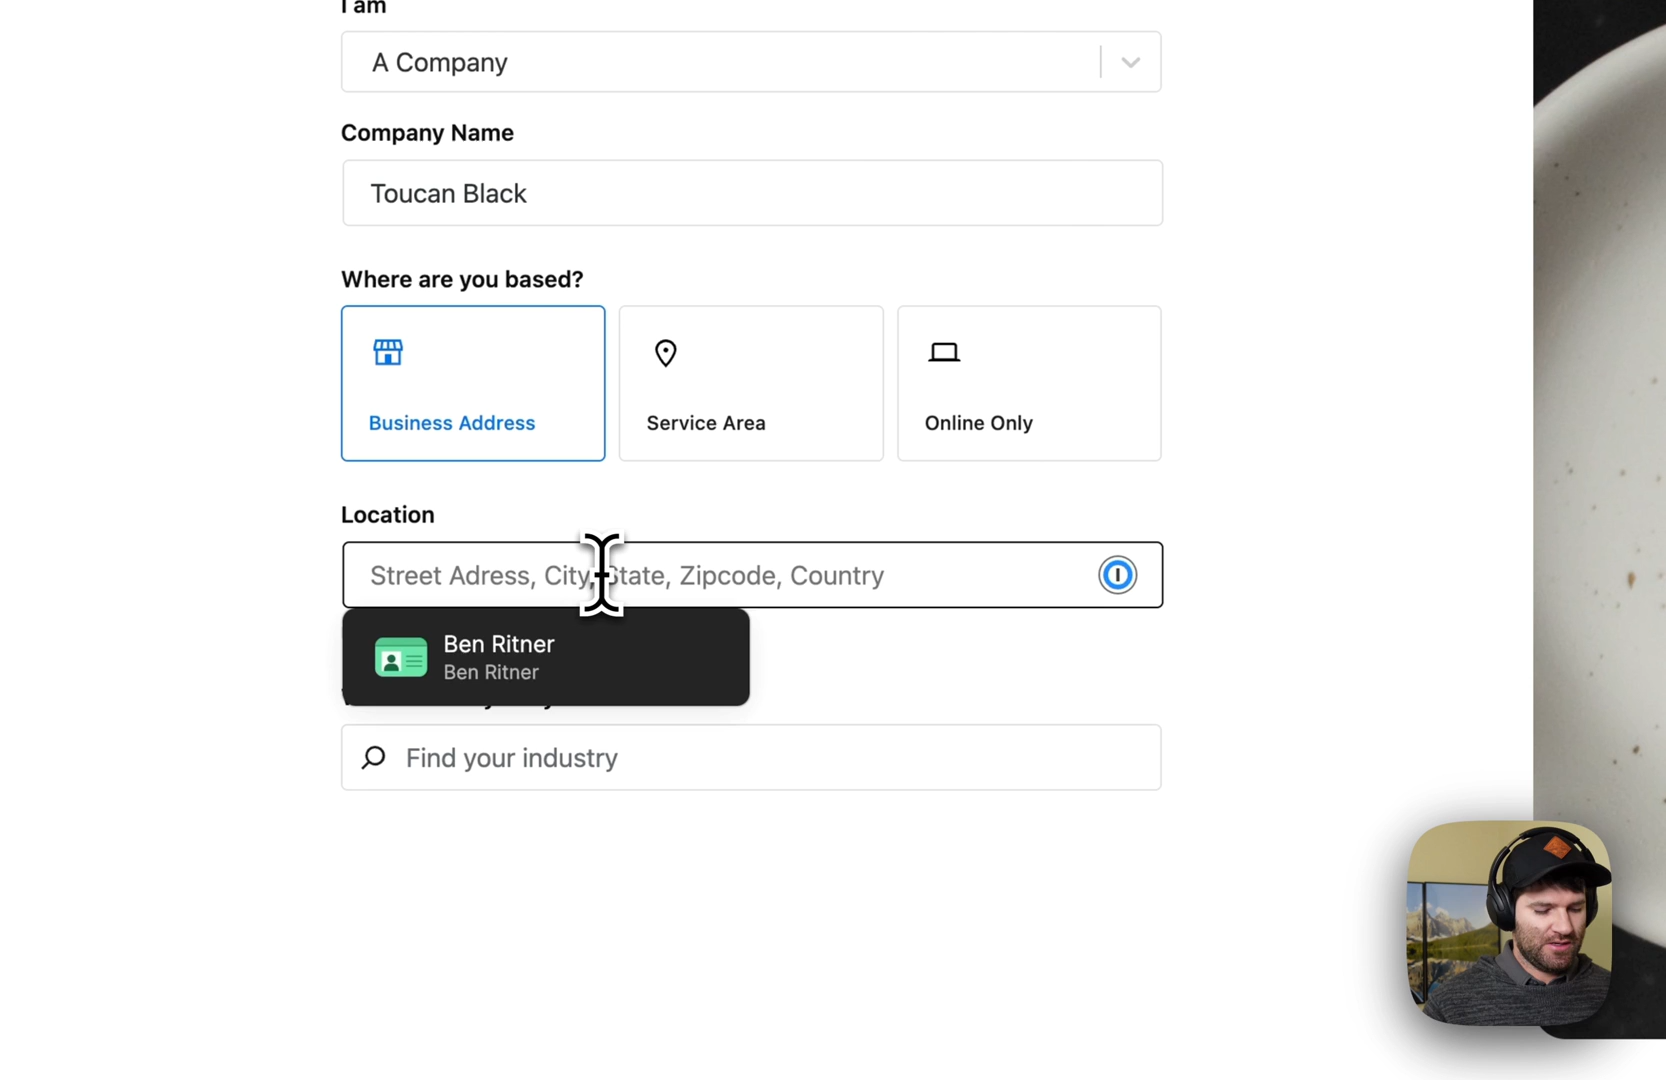 I am
A Company
Company Name
Toucan Black
Where are you based?
Business Address
Service Area
Online Only
Location
Street Adress, City, State, Zipcode, Country
Ben Ritner
Ben Ritner
Find your industry